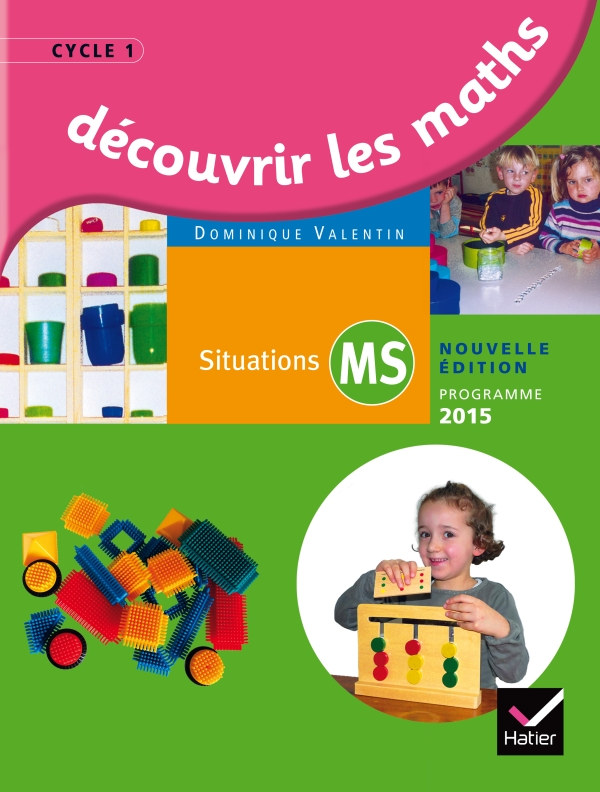 CYCLE 1
découvrir les maths
DOMINIQUE VALENTIN
Situations MS
NOUVELLE
ÉDITION
PROGRAMME
2015
Hatier